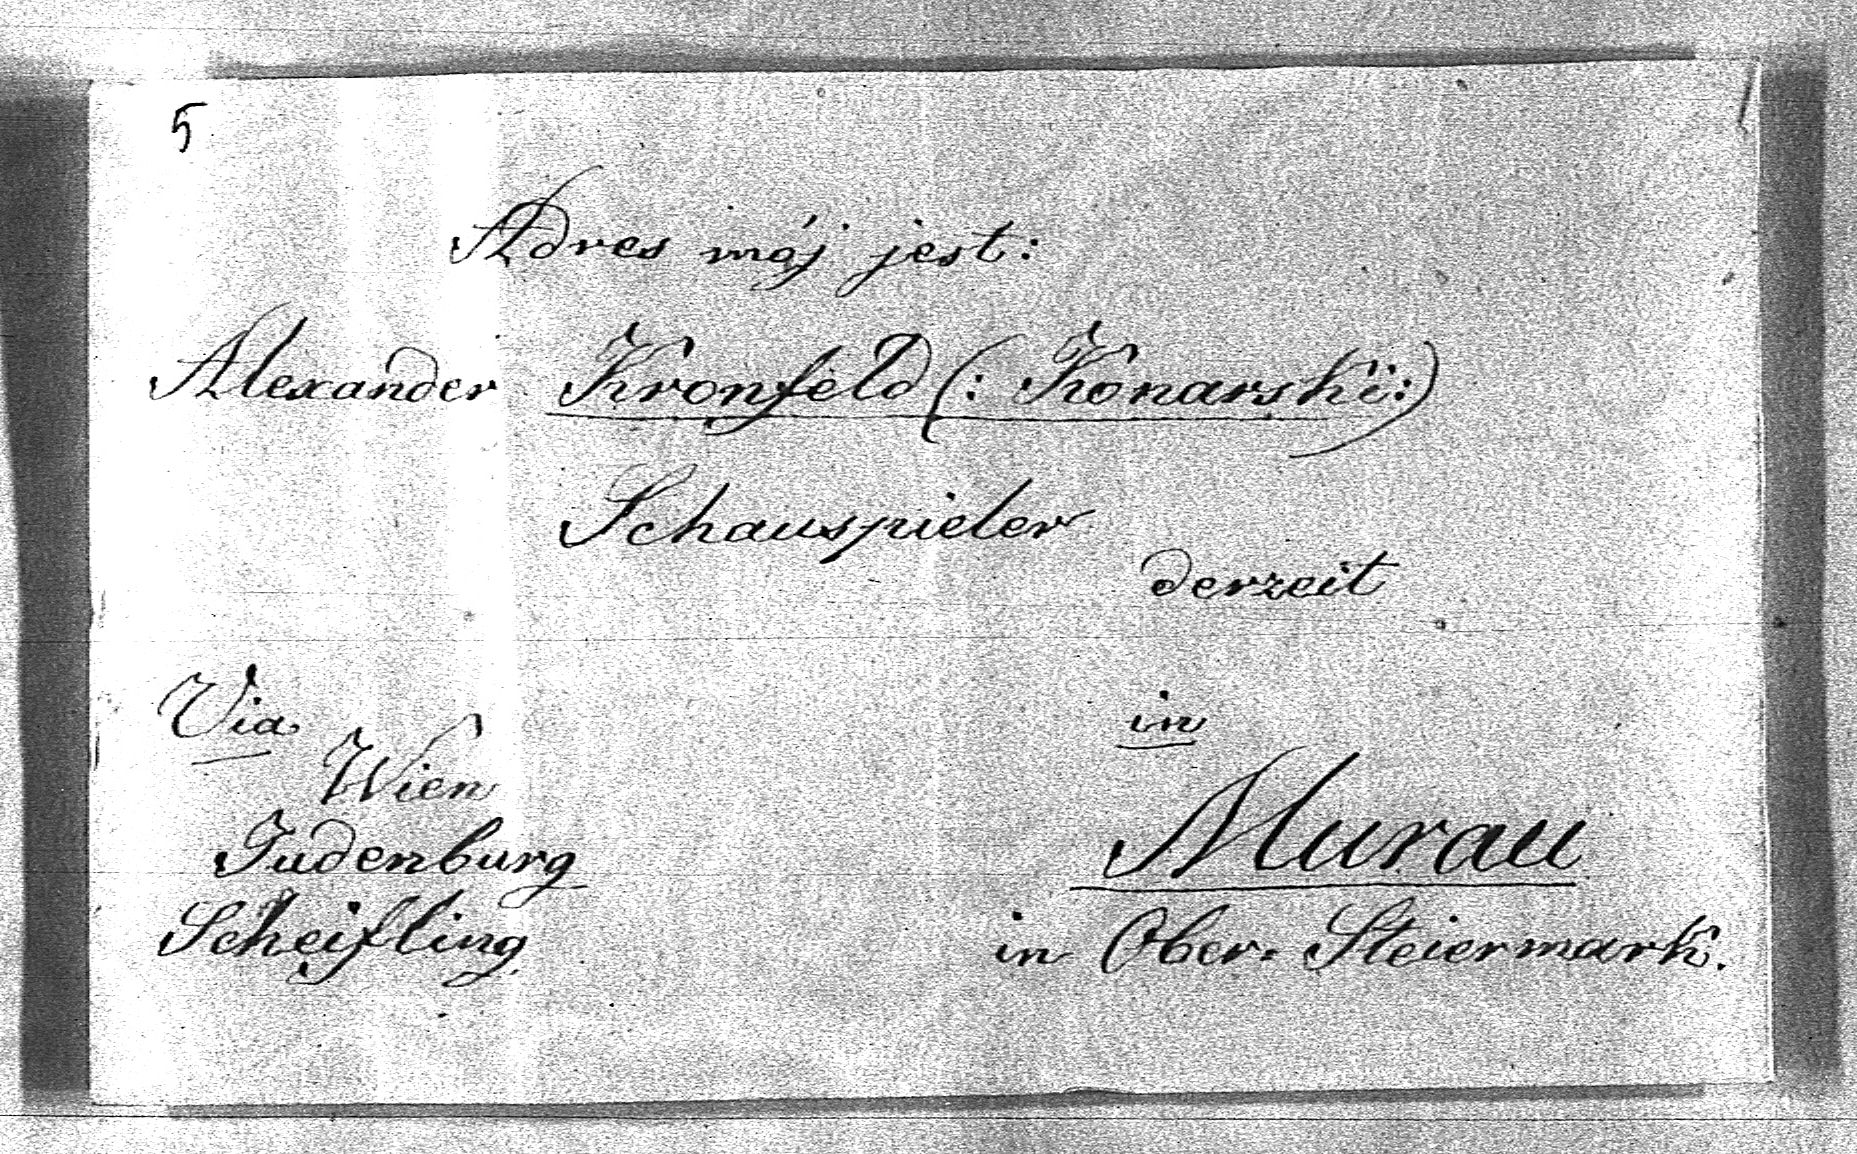 5
Adres mój jest:
Alexander Kronfeld (: Konarski :)
Schauspieler
derzeit
Via
in
Wien
Judenburg
Murau
Scheifling
in Ober-Steiermark.